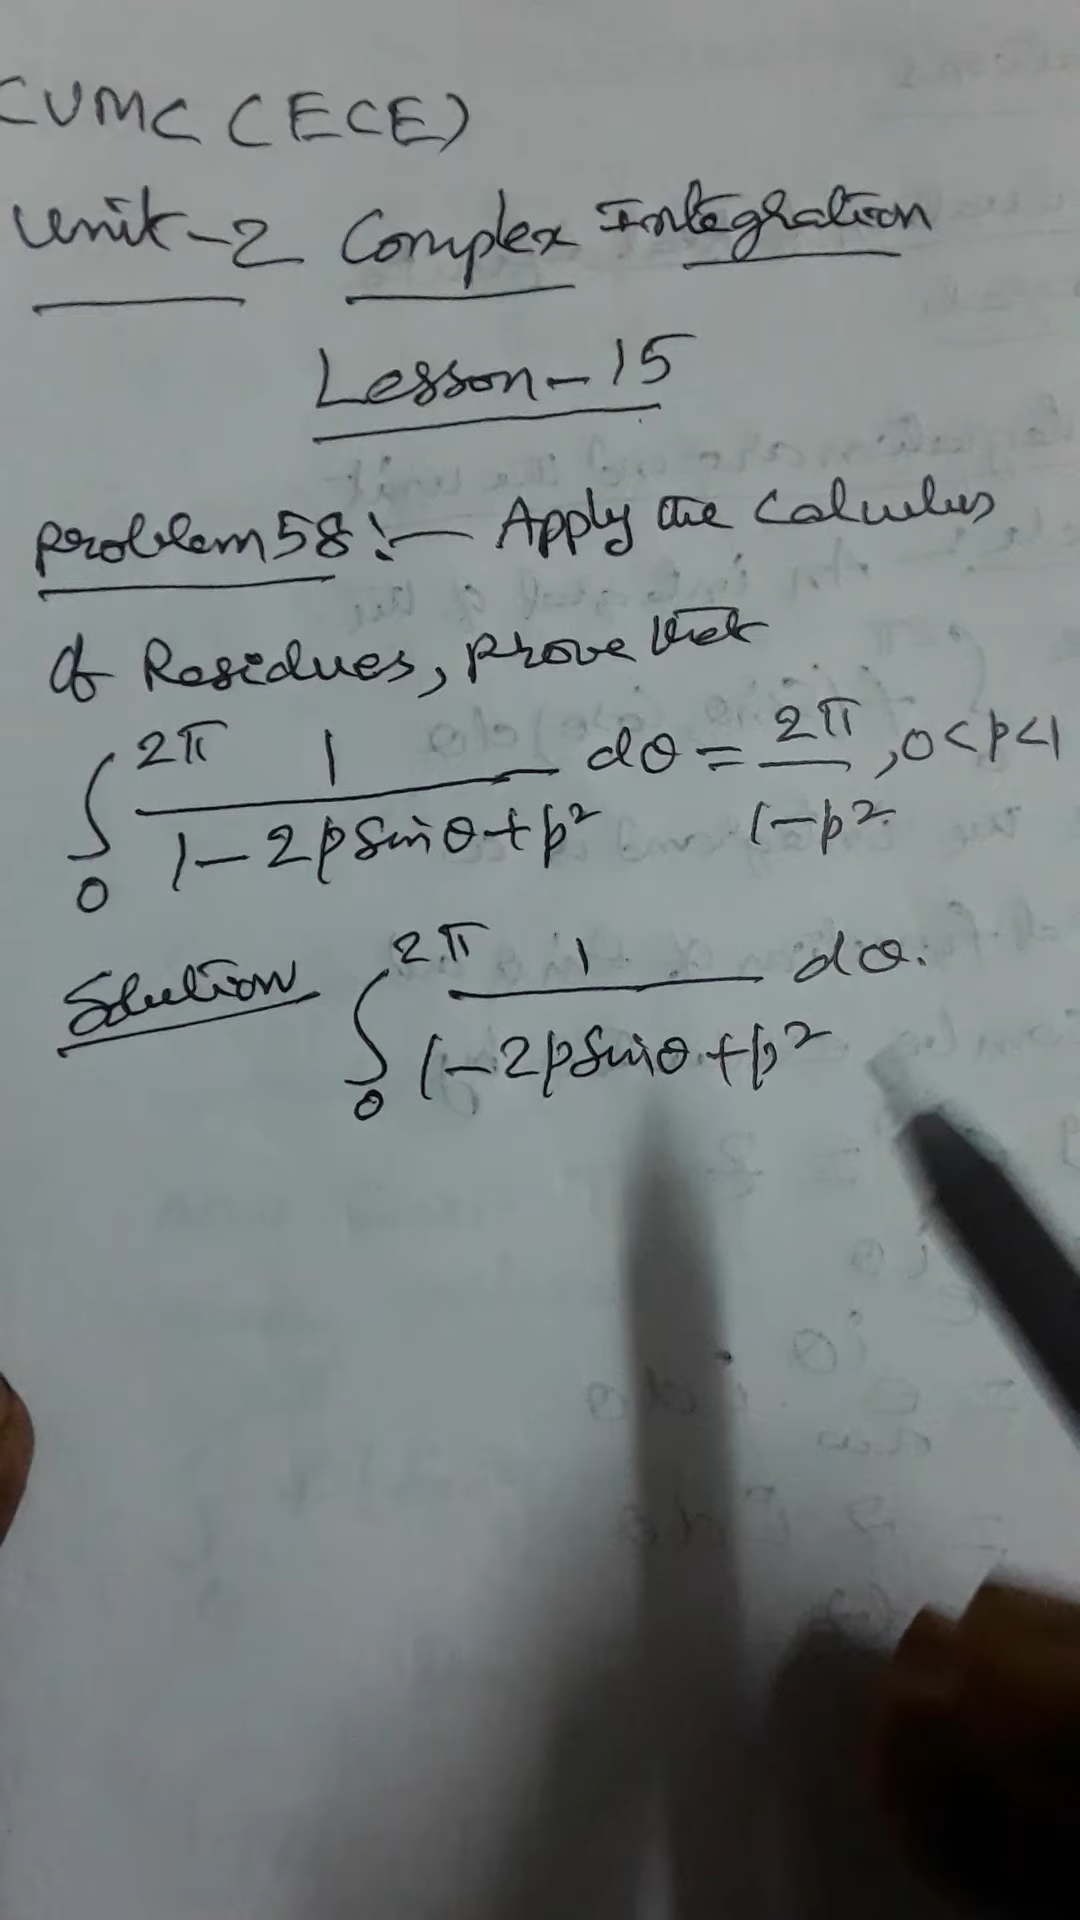 CVMC (ECE)
Unit-2 Complex Integration
Lesson-15
Problem 58:- Apply the Calculus
of Residues, prove that
∫₀^2π 1/(1-2p Sinθ+p²) dθ = 2π/(1-p²), 0<p<1
Solution ∫₀^2π 1/(1-2p Sinθ+p²) dθ.